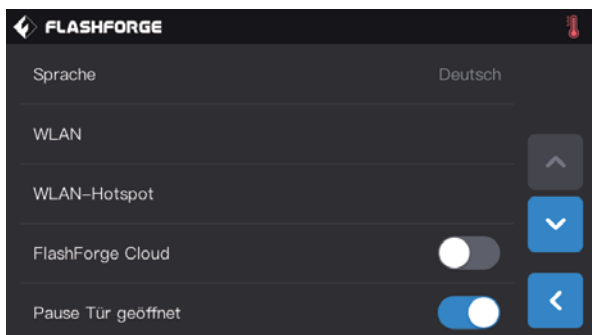 FLASHFORGE
Sprache Deutsch
WLAN
WLAN-Hotspot
FlashForge Cloud
Pause Tür geöffnet